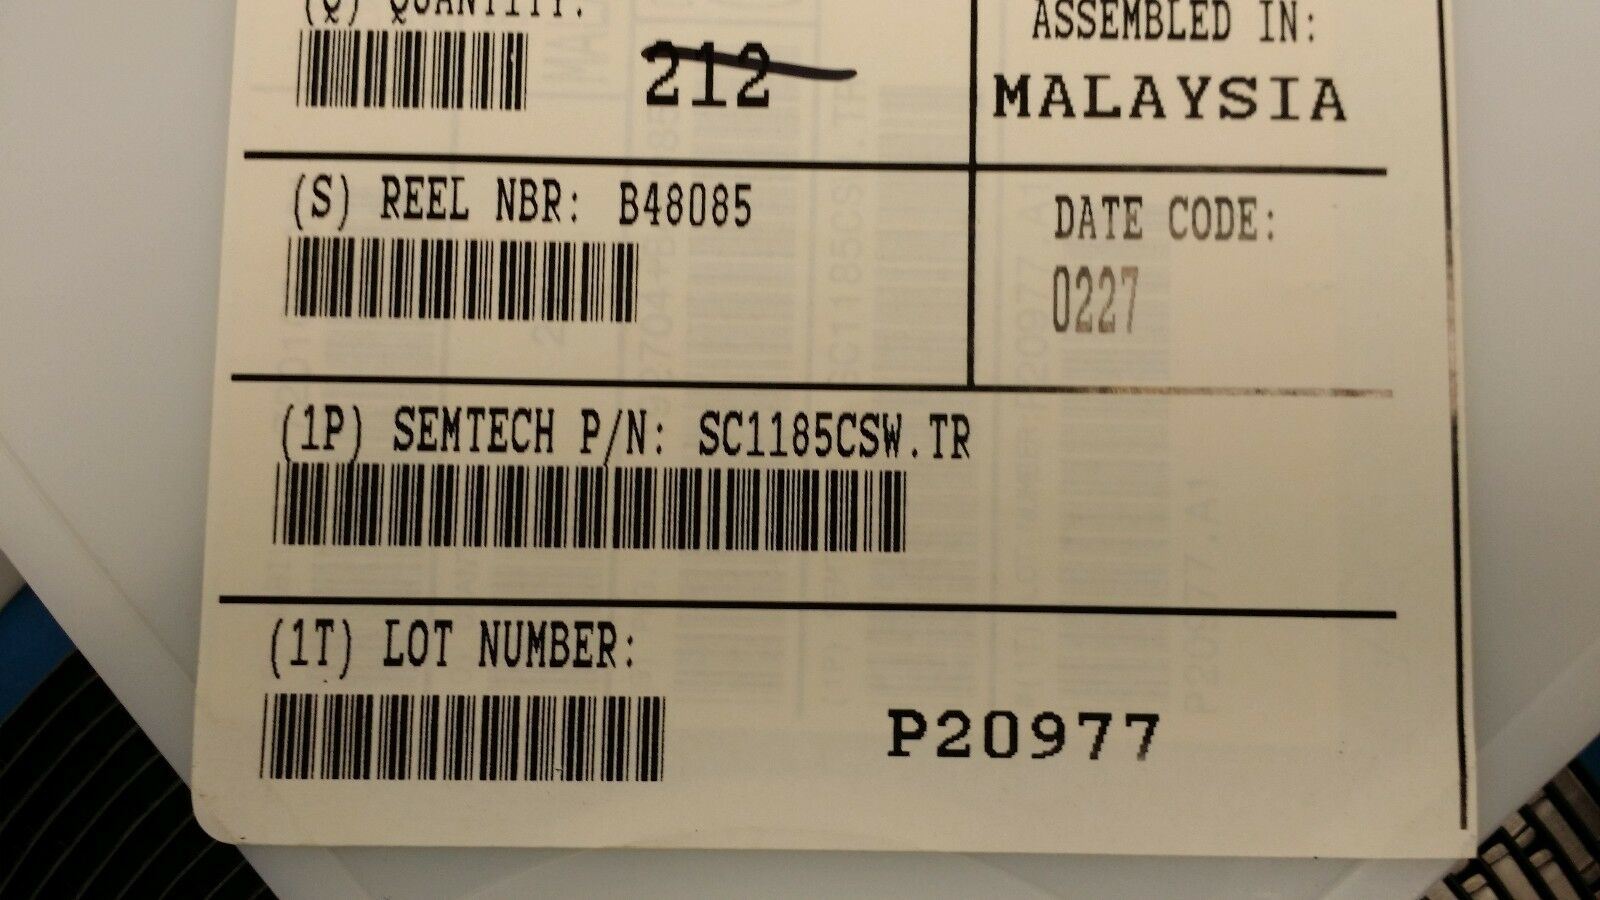 (Q) QUANTITY:
212
ASSEMBLED IN:
MALAYSIA
(S) REEL NBR: B48085
DATE CODE:
0227
(1P) SEMTECH P/N: SC1185CSW.TR
(1T) LOT NUMBER:
P20977